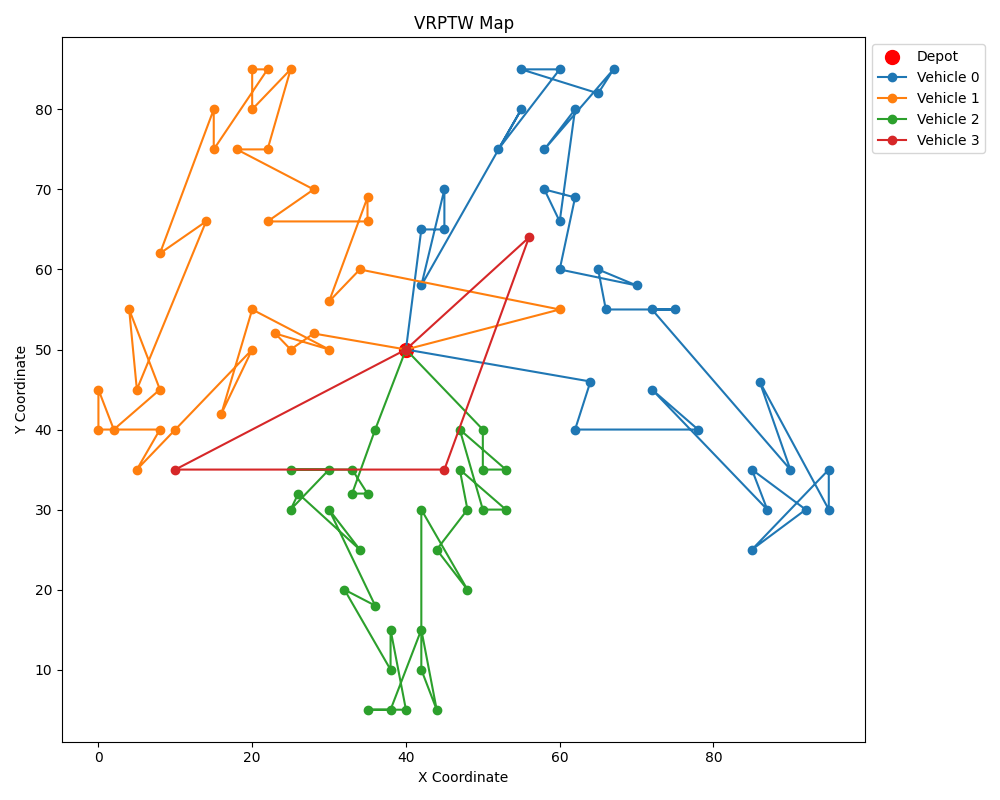 VRPTW Map
Depot
Vehicle 0
Vehicle 1
Vehicle 2
Vehicle 3
Y Coordinate
80
70
60
50
40
30
20
10
0
20
40
60
80
X Coordinate